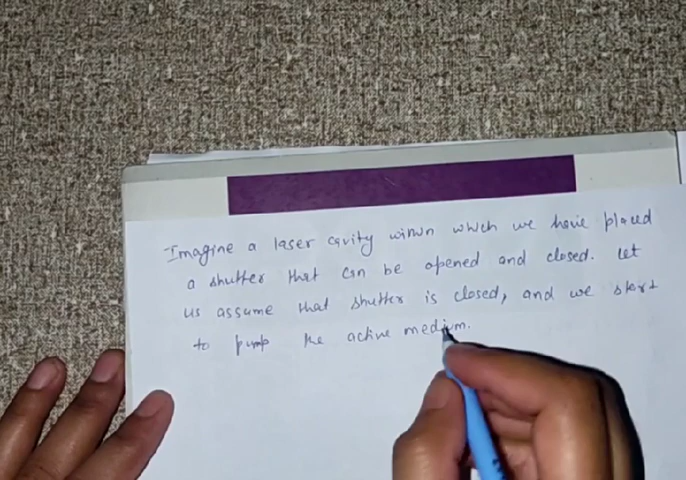 Imagine a laser cavity within which we have placed
a shutter that can be opened and closed. Let
us assume that shutter is closed, and we start
to pump the active medium.